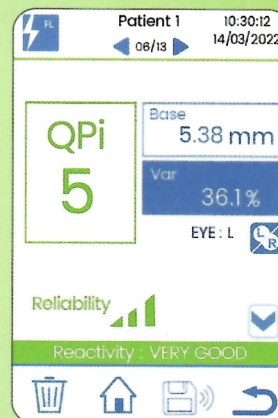 FL
Patient 1
10:30:12
06/13
14/03/2022
QPi
5
Base
5.38 mm
Var
36.1%
EYE : L
L
R
Reliability
Reactivity : VERY GOOD